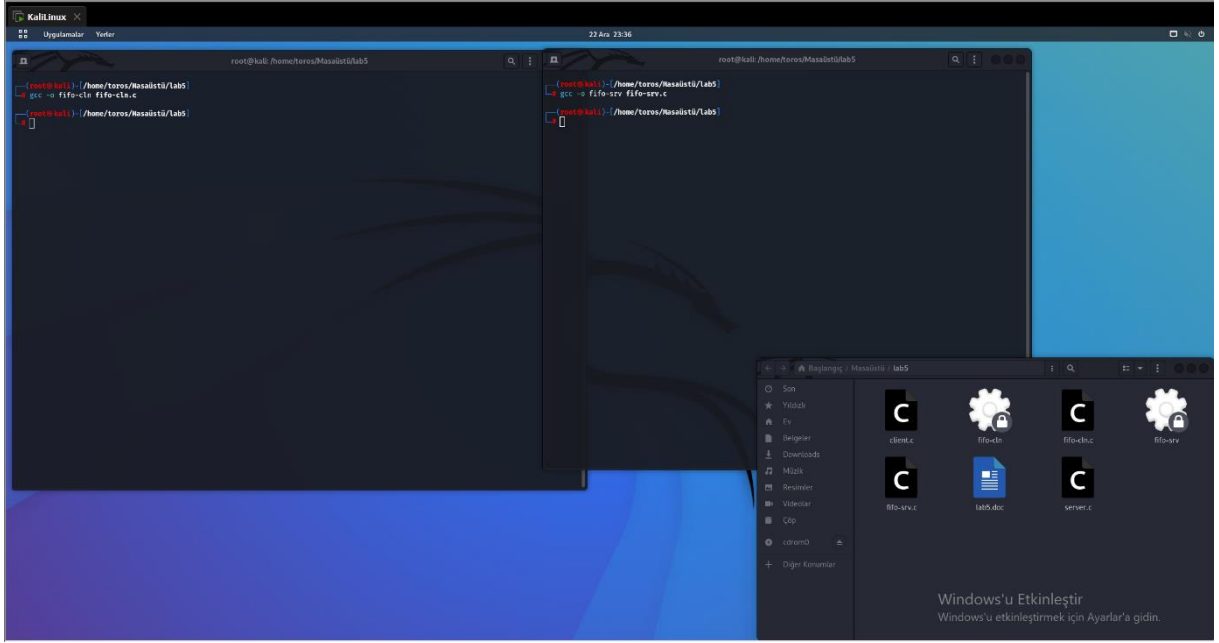 KaliLinux
Uygulamalar Yerler
22 Ara 23:36
root@kali: /home/toros/Masaüstü/lab5
(root㉿kali)-[/home/toros/Masaüstü/lab5]
# gcc -o fifo-cln fifo-cln.c
(root㉿kali)-[/home/toros/Masaüstü/lab5]
#
root@kali: /home/toros/Masaüstü/lab5
(root㉿kali)-[/home/toros/Masaüstü/lab5]
# gcc -o fifo-srv fifo-srv.c
(root㉿kali)-[/home/toros/Masaüstü/lab5]
#
Başlangıç / Masaüstü / lab5
Son
Yıldızlı
Ev
Belgeler
Downloads
Müzik
Resimler
Videolar
Çöp
cdrom0
Diğer Konumlar
client.c
fifo-cln
fifo-cln.c
fifo-srv
fifo-srv.c
lab5.doc
server.c
Windows'u Etkinleştir
Windows'u etkinleştirmek için Ayarlar'a gidin.